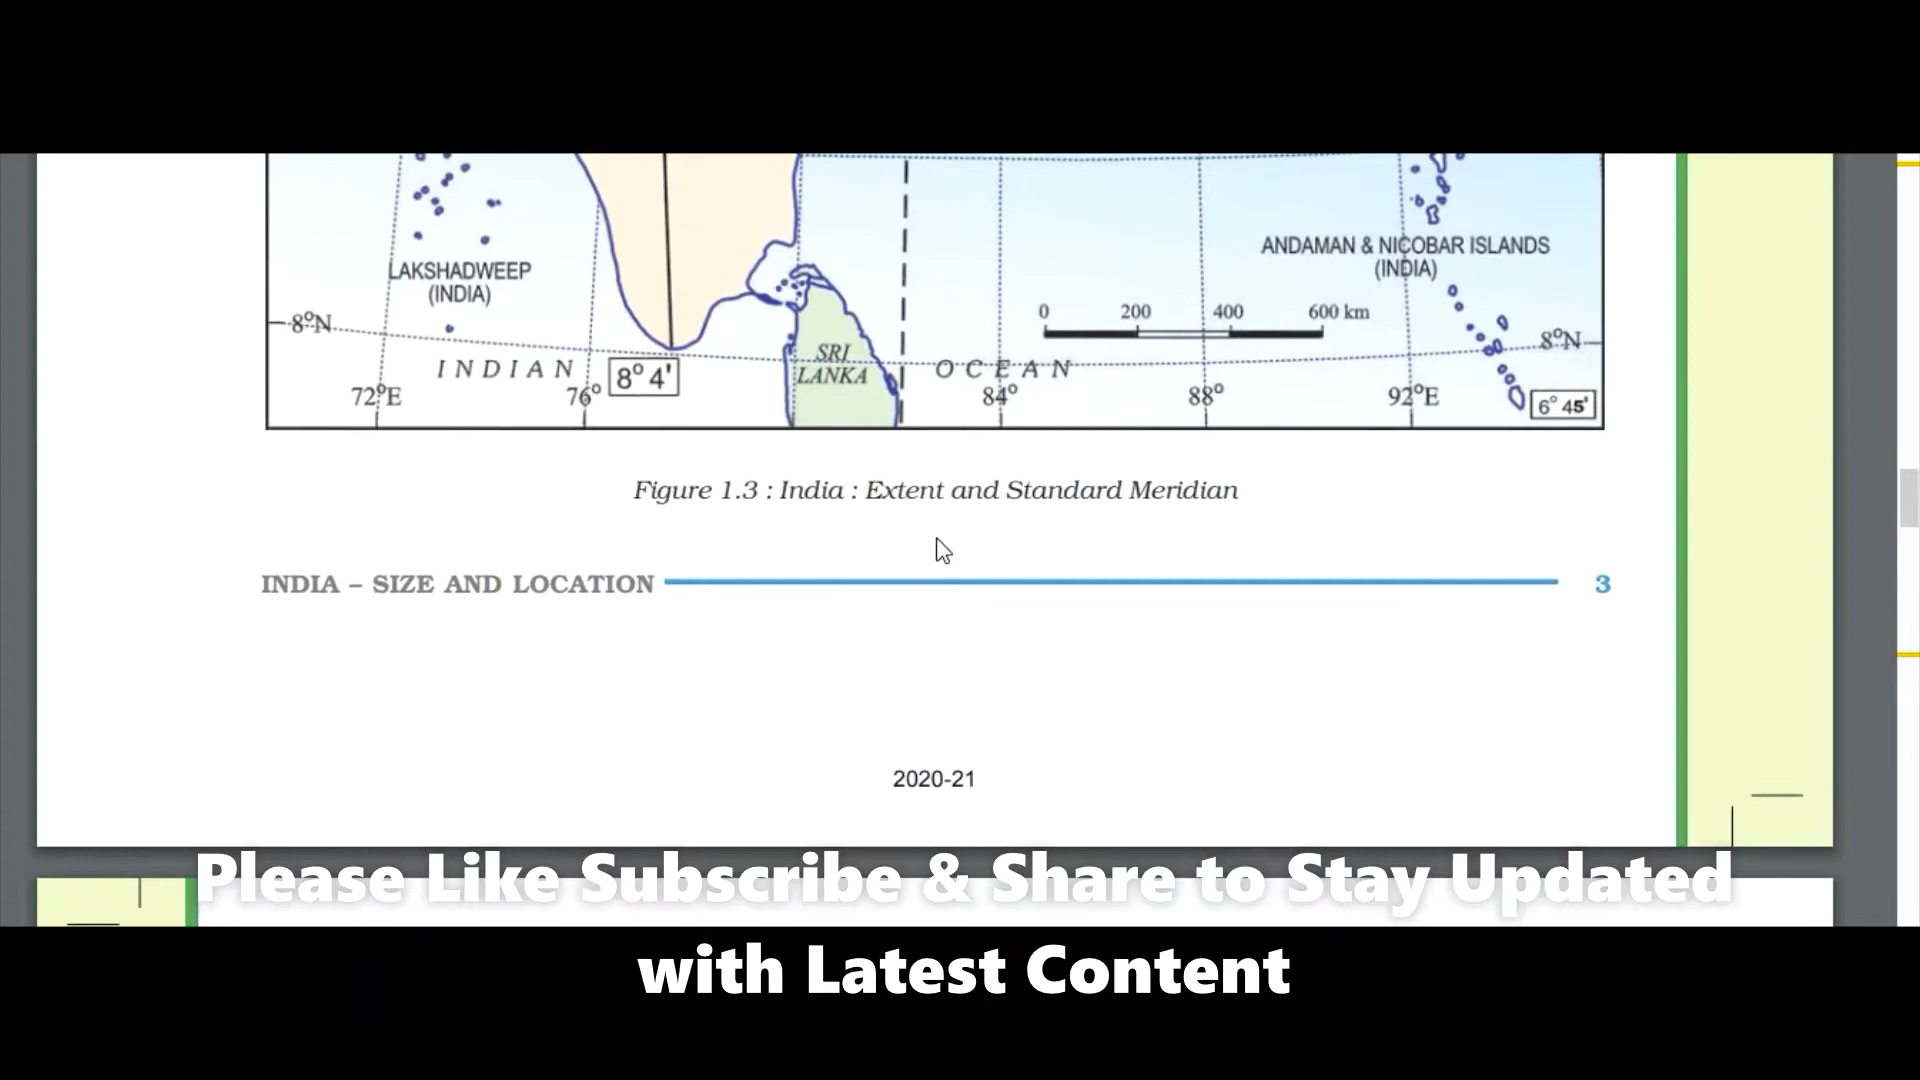 LAKSHADWEEP
(INDIA)
ANDAMAN & NICOBAR ISLANDS
(INDIA)
0 200 400 600 km
8°N
8°N
INDIAN
8° 4'
SRI
LANKA
OCEAN
72°E
76°
84°
88°
92°E
6° 45'
Figure 1.3 : India : Extent and Standard Meridian
INDIA – SIZE AND LOCATION 3
2020-21
Please Like Subscribe & Share to Stay Updated
with Latest Content